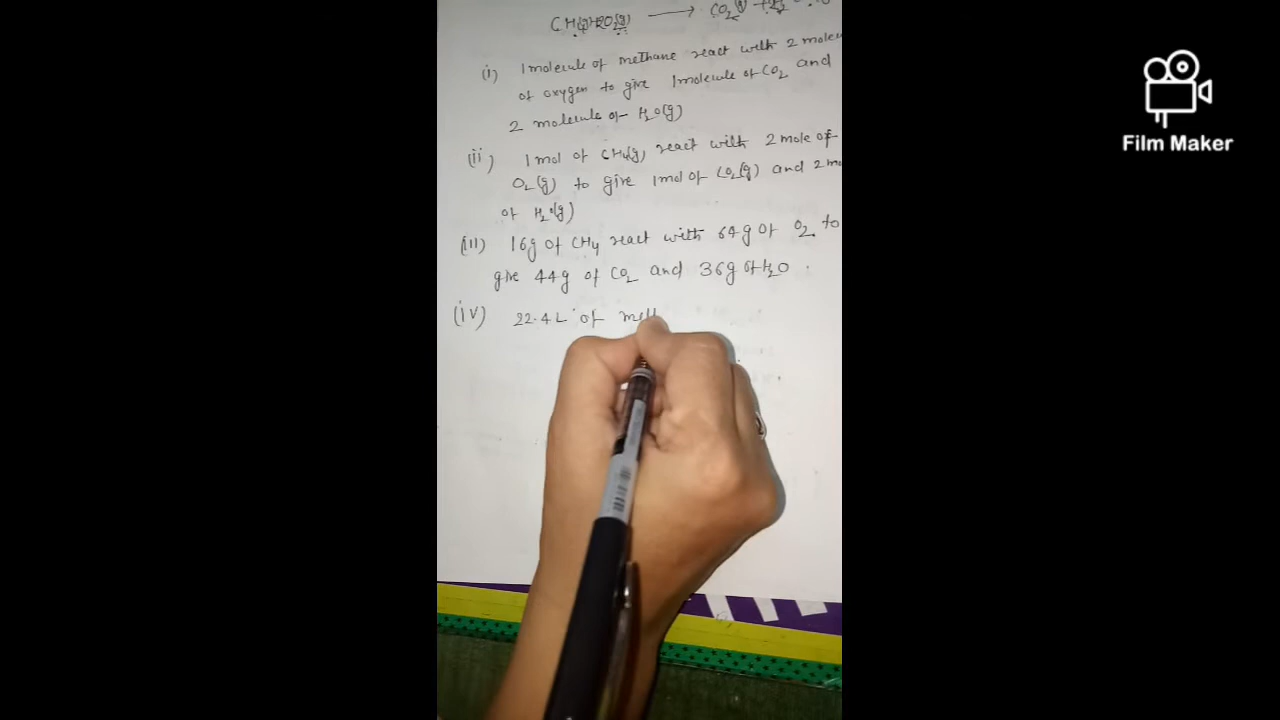 CH4(g)+2O2(g) → CO2(g) +
(i) 1 molecule of methane react with 2 molecu
of oxygen to give 1 molecule of CO2 and
2 molecule of H2O(g)
(ii) 1 mol of CH4(g) react with 2 mole of
O2(g) to give 1 mol of CO2(g) and 2 mo
of H2O(g)
(iii) 16g of CH4 react with 64g of O2 to
give 44g of CO2 and 36g of H2O.
(iv) 22.4 L of meth
Film Maker